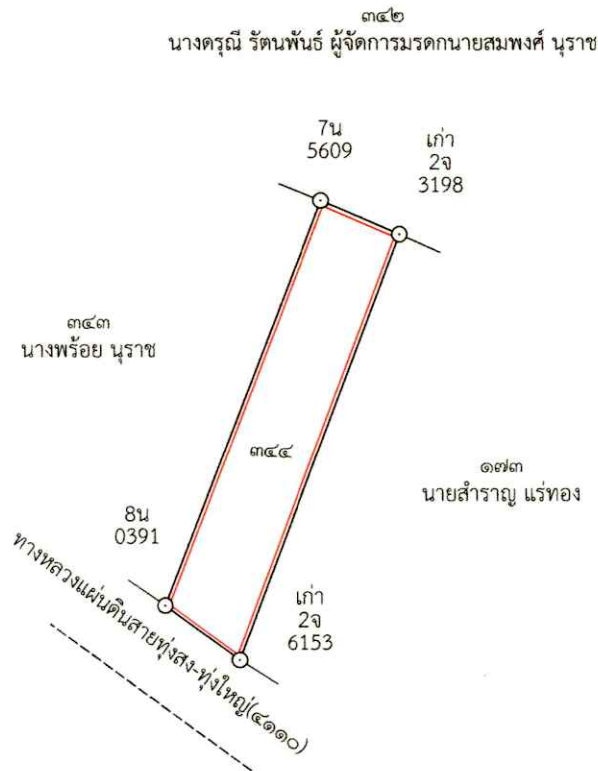 ๓๔๒
นางดรุณี รัตนพันธ์ ผู้จัดการมรดกนายสมพงศ์ นุราช
7น
5609
เก่า
2จ
3198
๓๔๓
นางพร้อย นุราช
๓๔๔
๑๗๓
นายสำราญ แร่ทอง
8น
0391
เก่า
2จ
6153
ทางหลวงแผ่นดินสายทุ่งสง-ทุ่งใหญ่(๔๑๑๐)